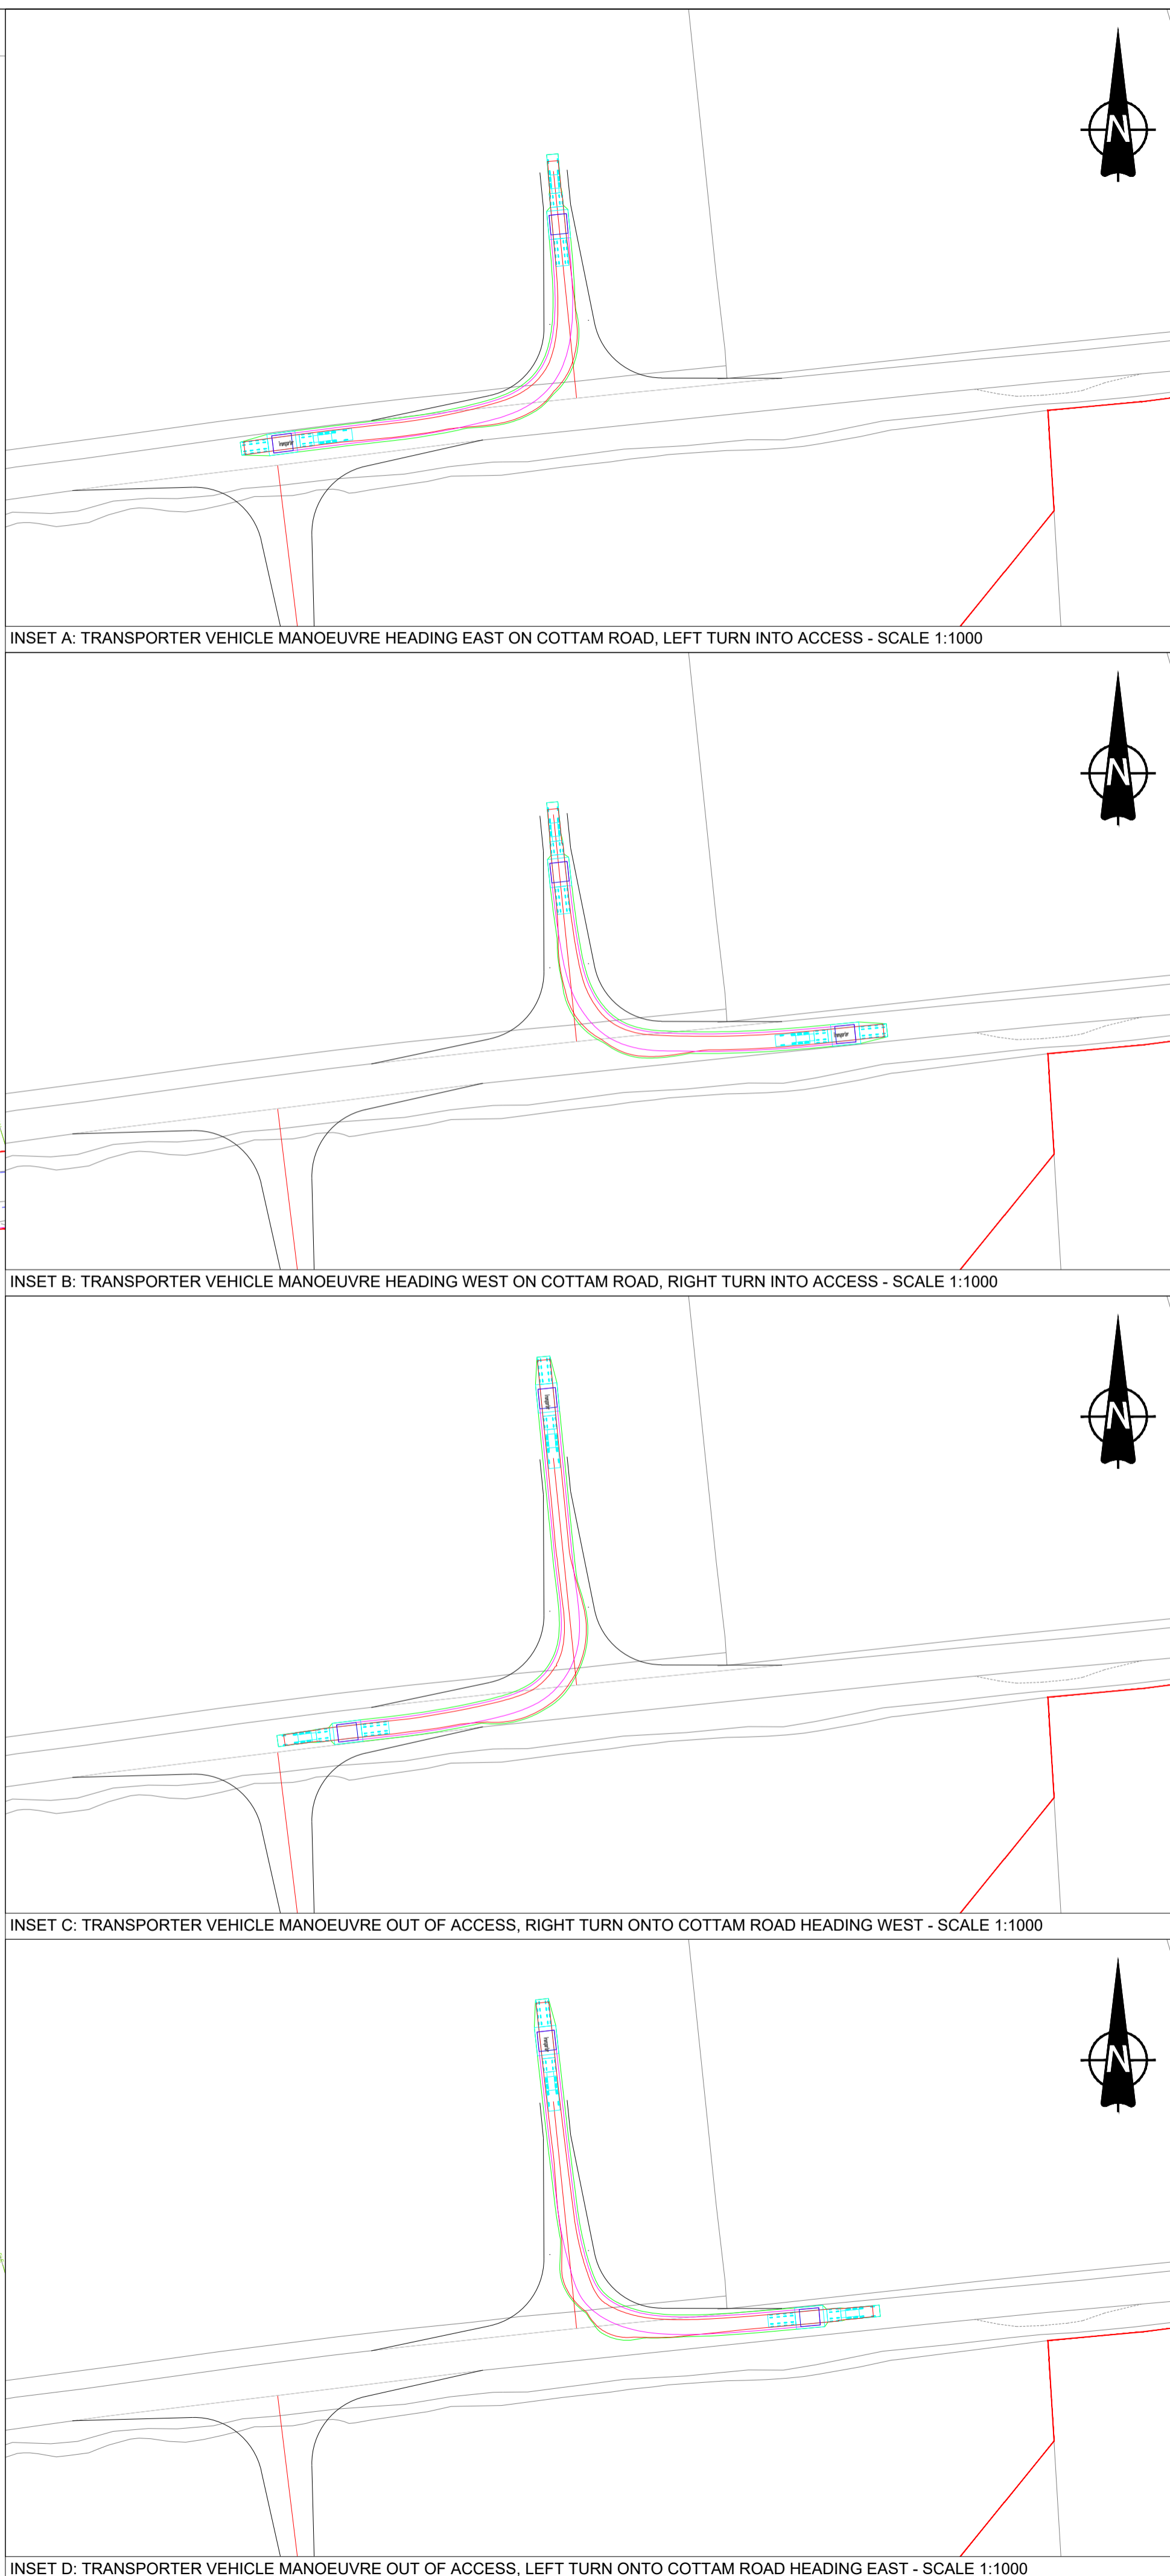 N
INSET A: TRANSPORTER VEHICLE MANOEUVRE HEADING EAST ON COTTAM ROAD, LEFT TURN INTO ACCESS - SCALE 1:1000
N
INSET B: TRANSPORTER VEHICLE MANOEUVRE HEADING WEST ON COTTAM ROAD, RIGHT TURN INTO ACCESS - SCALE 1:1000
N
INSET C: TRANSPORTER VEHICLE MANOEUVRE OUT OF ACCESS, RIGHT TURN ONTO COTTAM ROAD HEADING WEST - SCALE 1:1000
N
INSET D: TRANSPORTER VEHICLE MANOEUVRE OUT OF ACCESS, LEFT TURN ONTO COTTAM ROAD HEADING EAST - SCALE 1:1000